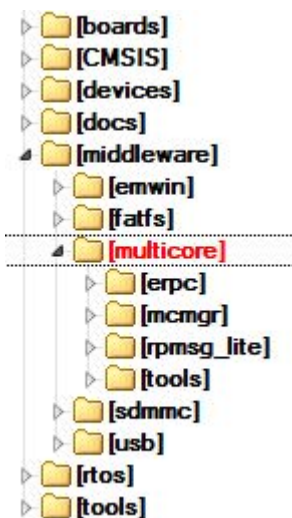 [boards]
[CMSIS]
[devices]
[docs]
[middleware]
[emwin]
[fatfs]
[multicore]
[erpc]
[mcmgr]
[rpmsg_lite]
[tools]
[sdmmc]
[usb]
[rtos]
[tools]